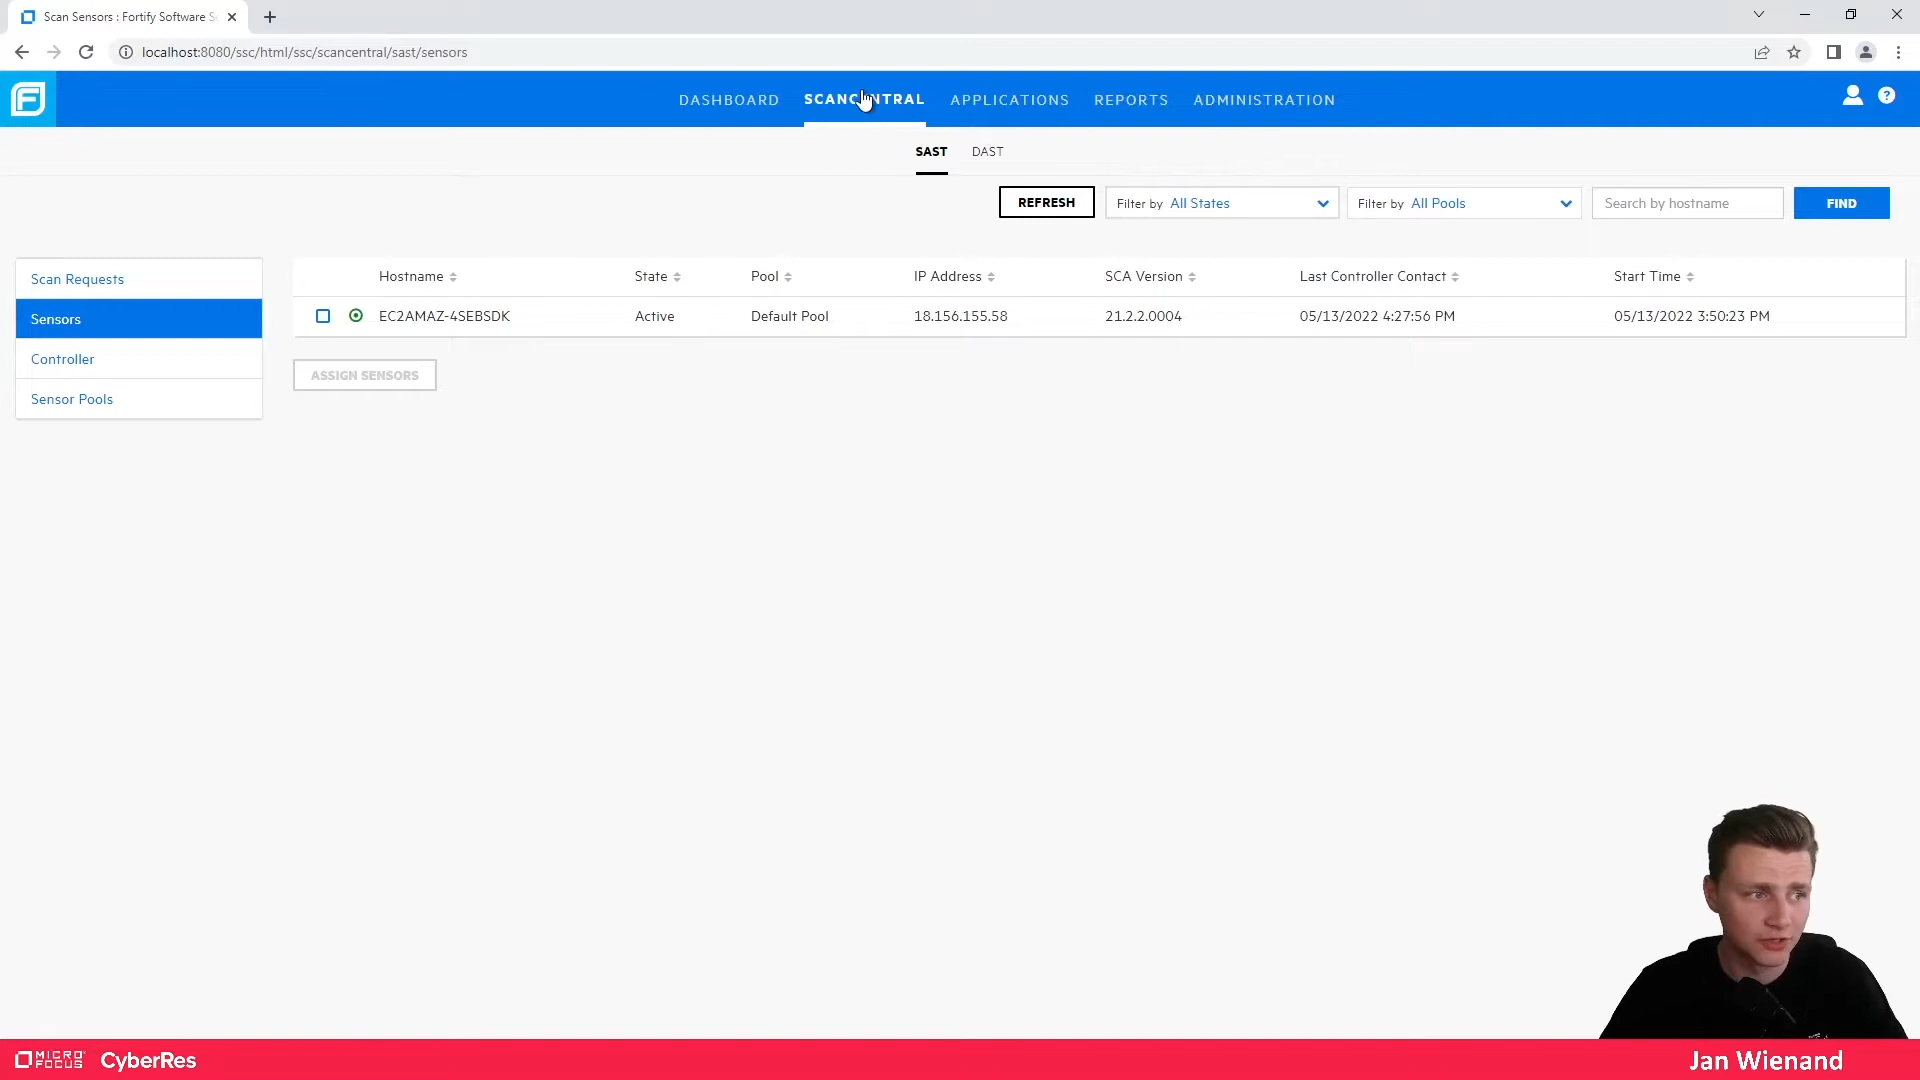 Scan Sensors : Fortify Software S
localhost:8080/ssc/html/ssc/scancentral/sast/sensors
DASHBOARD SCANCENTRAL APPLICATIONS REPORTS ADMINISTRATION
SAST DAST
REFRESH Filter by All States Filter by All Pools Search by hostname FIND
Scan Requests
Sensors
Controller
Sensor Pools
Hostname State Pool IP Address SCA Version Last Controller Contact Start Time
EC2AMAZ-4SEBSDK Active Default Pool 18.156.155.58 21.2.2.0004 05/13/2022 4:27:56 PM 05/13/2022 3:50:23 PM
ASSIGN SENSORS
MICRO FOCUS CyberRes
Jan Wienand